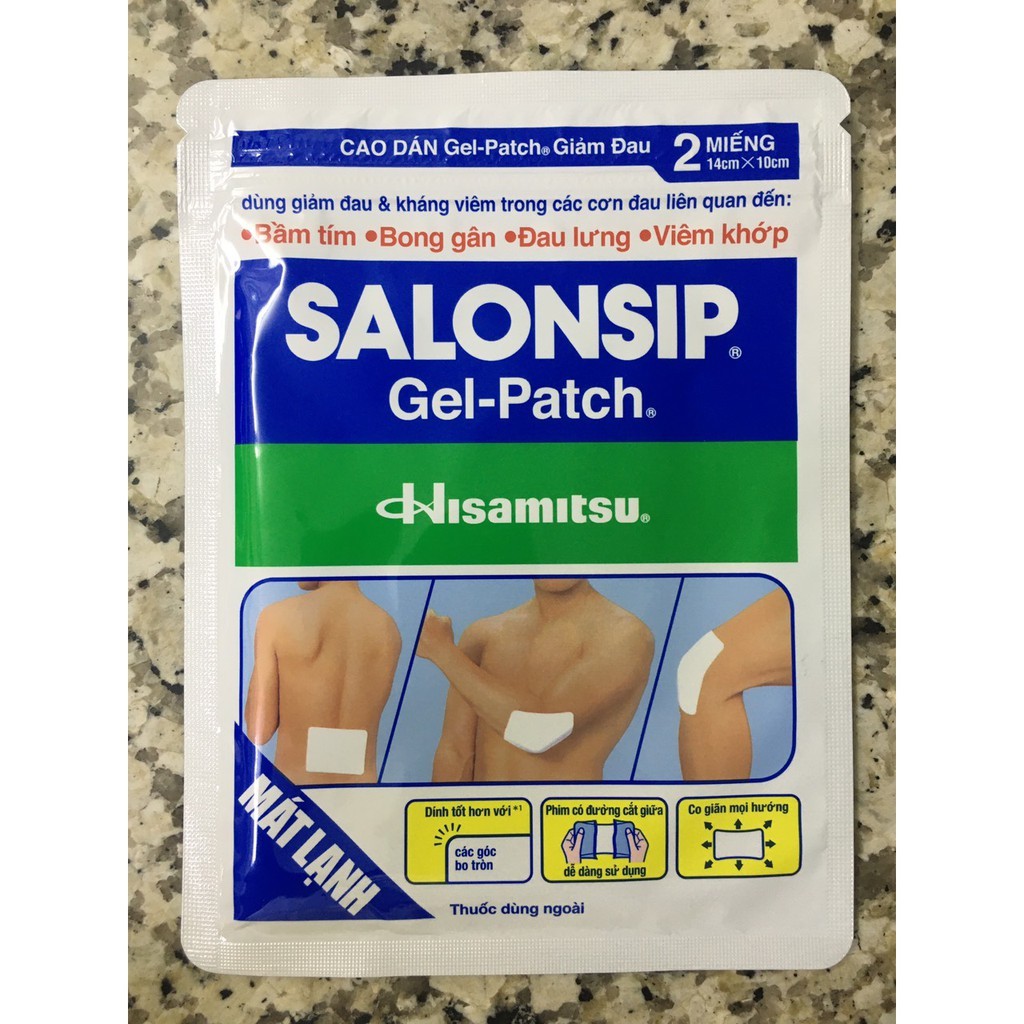 CAO DÁN Gel-Patch® Giảm Đau
2 MIẾNG
14cm×10cm
dùng giảm đau & kháng viêm trong các cơn đau liên quan đến:
•Bầm tím •Bong gân •Đau lưng •Viêm khớp
SALONSIP®
Gel-Patch®
Hisamitsu®
MÁT LẠNH
Dính tốt hơn với *1
các góc
bo tròn
Phim có đường cắt giữa
dễ dàng sử dụng
Co giãn mọi hướng
Thuốc dùng ngoài